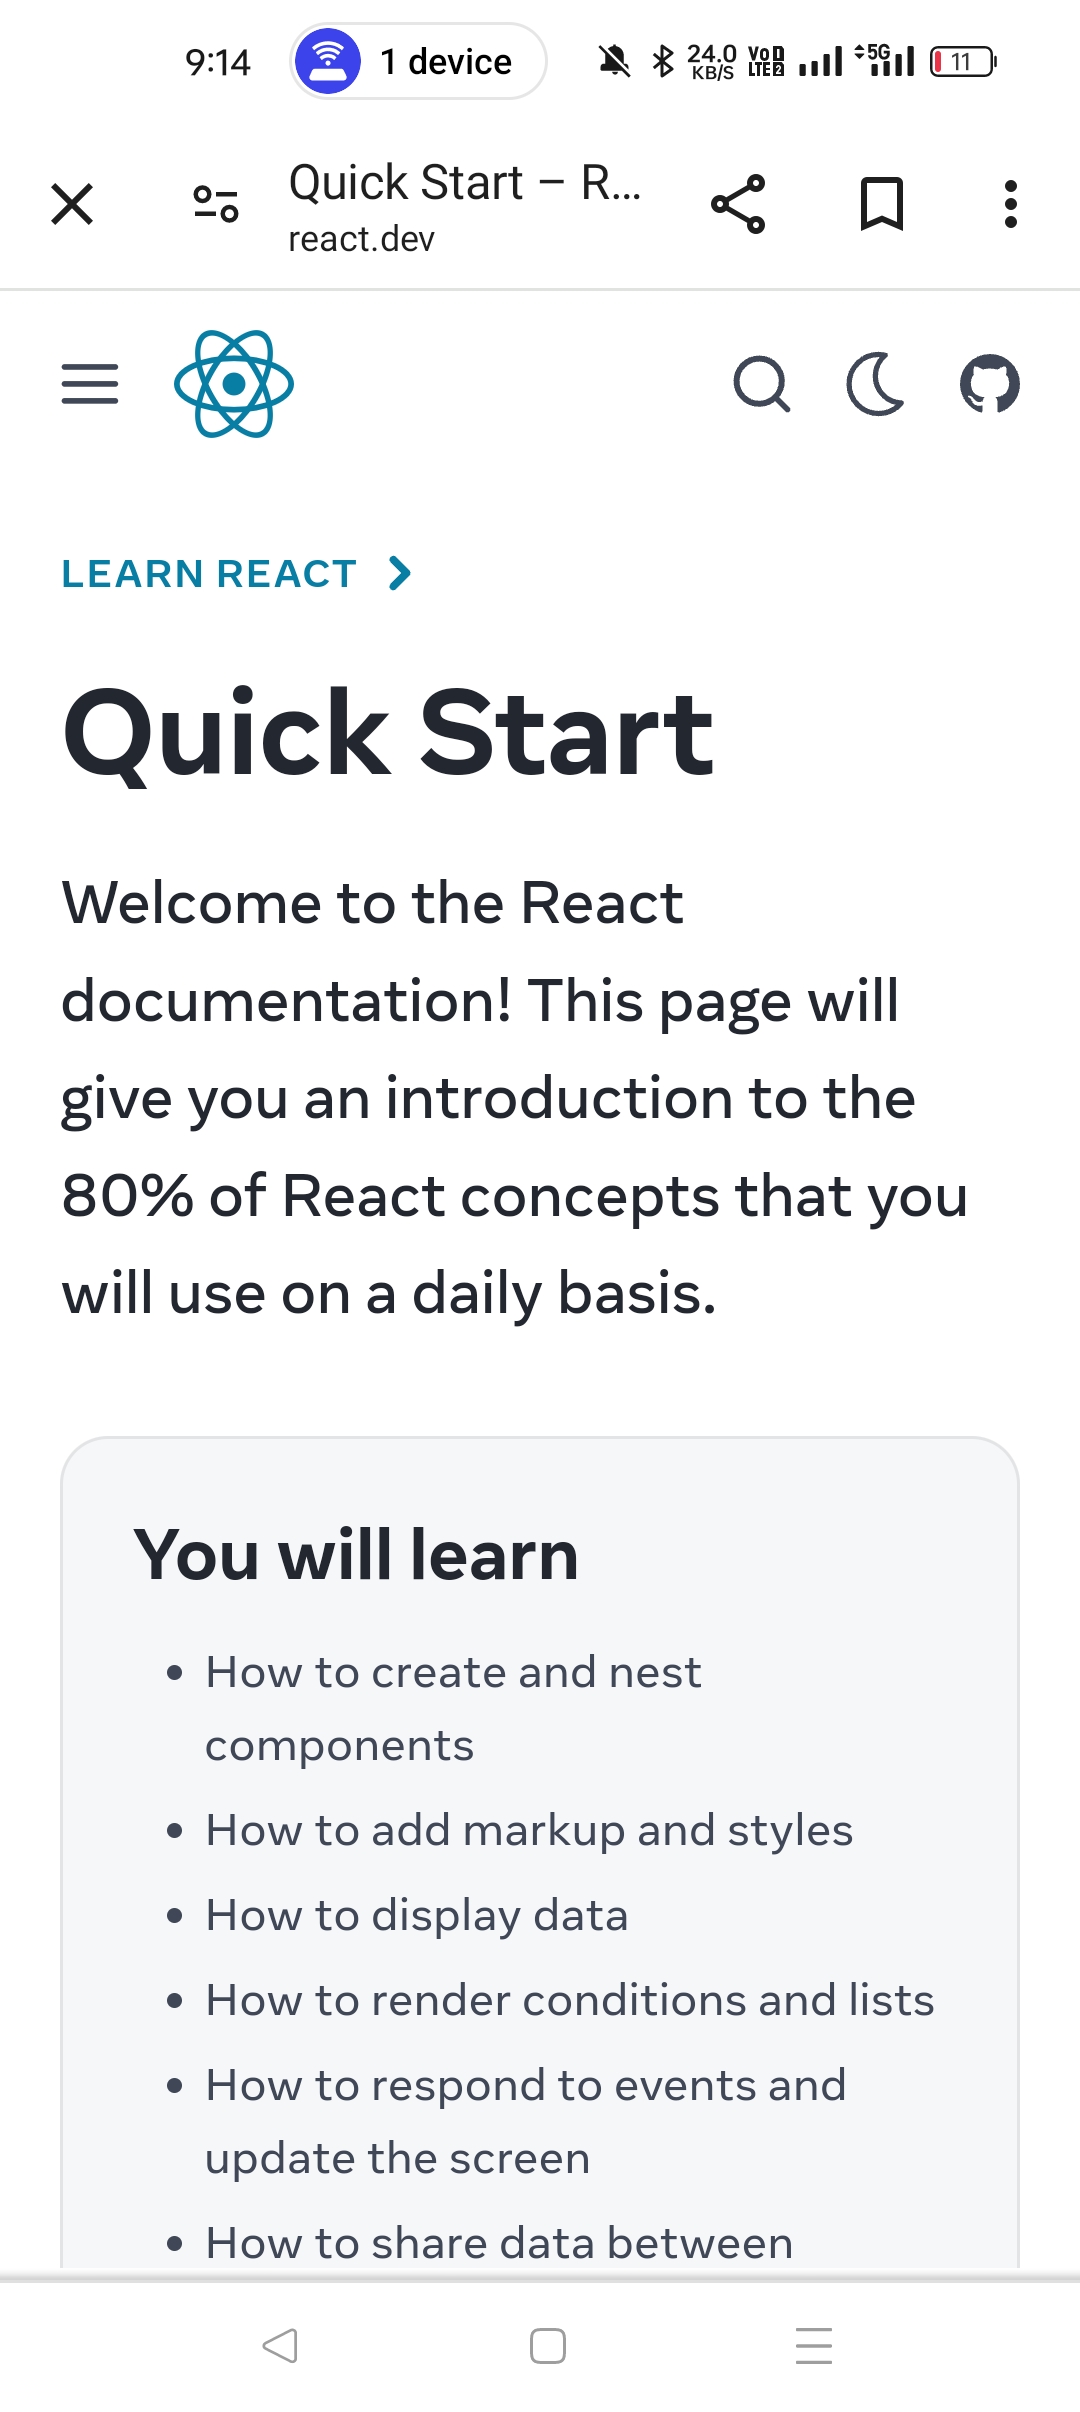 9:14 1 device 24.0 KB/S VoD LTE2 5G 11
Quick Start – R...
react.dev
LEARN REACT
Quick Start
Welcome to the React
documentation! This page will
give you an introduction to the
80% of React concepts that you
will use on a daily basis.
You will learn
How to create and nest
components
How to add markup and styles
How to display data
How to render conditions and lists
How to respond to events and
update the screen
How to share data between